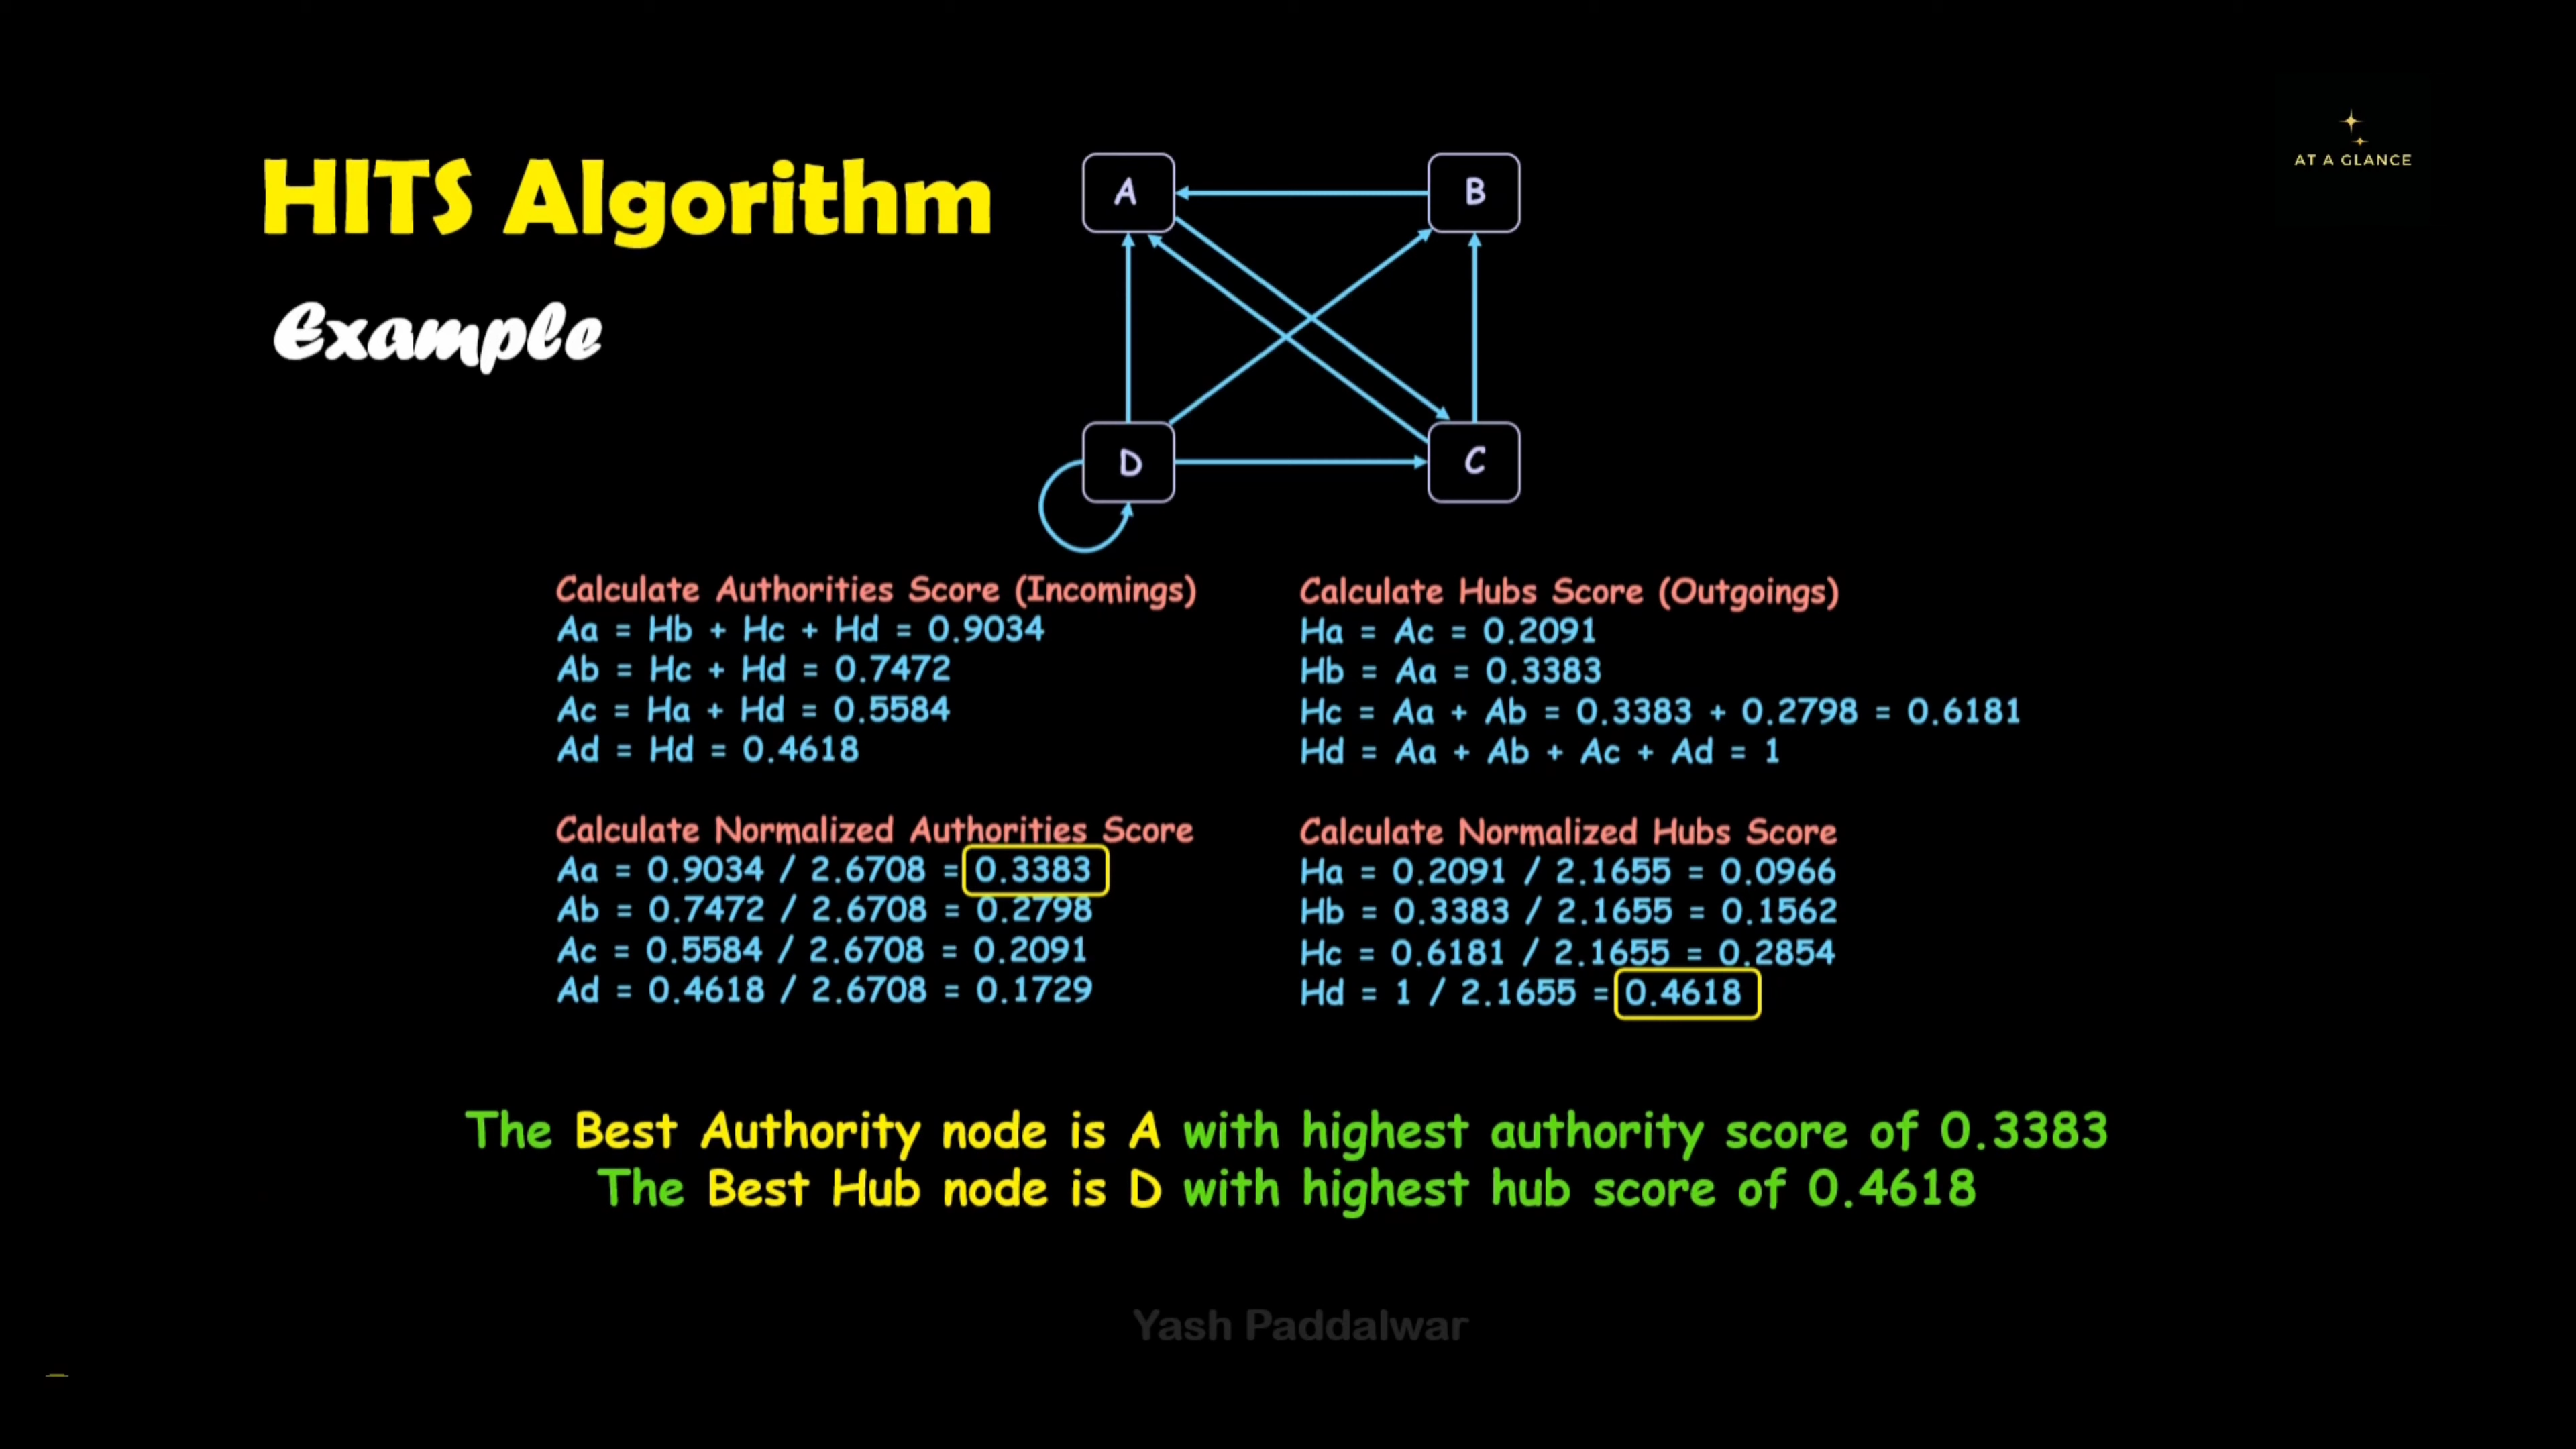 AT A GLANCE
HITS Algorithm
Example
A
B
D
C
Calculate Authorities Score (Incomings)
Aa = Hb + Hc + Hd = 0.9034
Ab = Hc + Hd = 0.7472
Ac = Ha + Hd = 0.5584
Ad = Hd = 0.4618
Calculate Hubs Score (Outgoings)
Ha = Ac = 0.2091
Hb = Aa = 0.3383
Hc = Aa + Ab = 0.3383 + 0.2798 = 0.6181
Hd = Aa + Ab + Ac + Ad = 1
Calculate Normalized Authorities Score
Aa = 0.9034 / 2.6708 = 0.3383
Ab = 0.7472 / 2.6708 = 0.2798
Ac = 0.5584 / 2.6708 = 0.2091
Ad = 0.4618 / 2.6708 = 0.1729
Calculate Normalized Hubs Score
Ha = 0.2091 / 2.1655 = 0.0966
Hb = 0.3383 / 2.1655 = 0.1562
Hc = 0.6181 / 2.1655 = 0.2854
Hd = 1 / 2.1655 = 0.4618
The Best Authority node is A with highest authority score of 0.3383
The Best Hub node is D with highest hub score of 0.4618
Yash Paddalwar